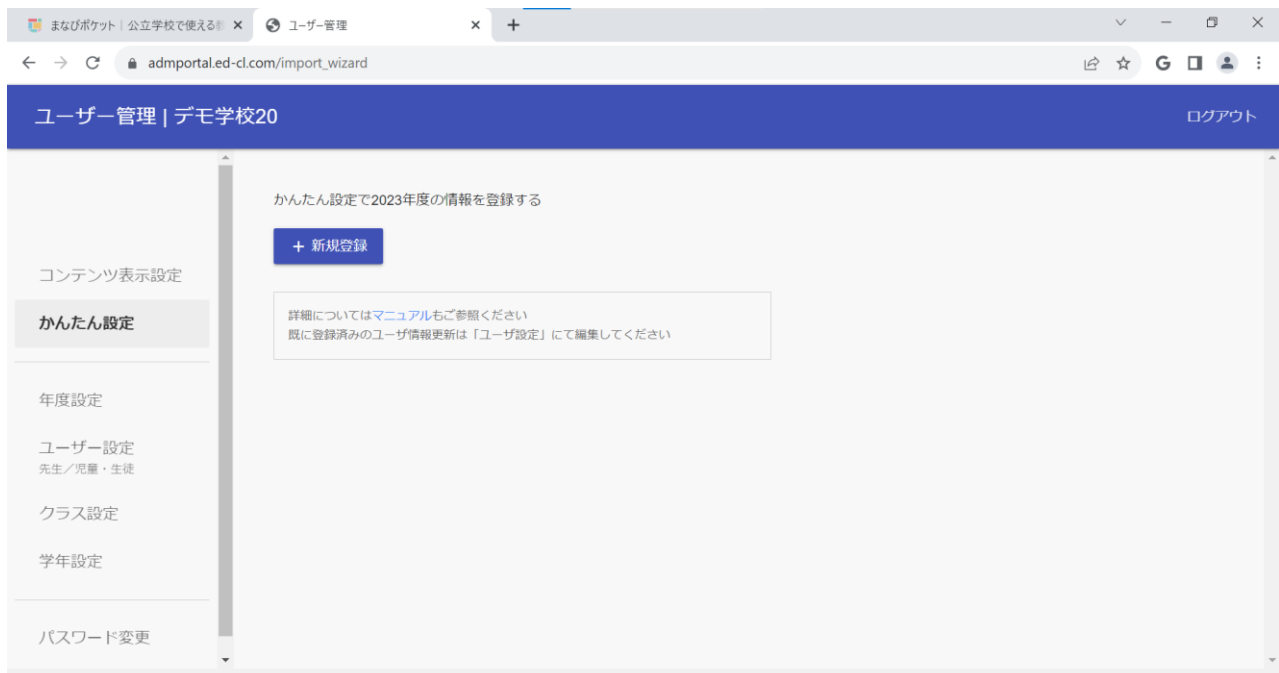 まなびポケット | 公立学校で使える
ユーザー管理
admportal.ed-cl.com/import_wizard
G
ユーザー管理 | デモ学校20
ログアウト
コンテンツ表示設定
かんたん設定
年度設定
ユーザー設定
先生／児童・生徒
クラス設定
学年設定
パスワード変更
かんたん設定で2023年度の情報を登録する
+ 新規登録
詳細についてはマニュアルもご参照ください
既に登録済みのユーザ情報更新は「ユーザ設定」にて編集してください